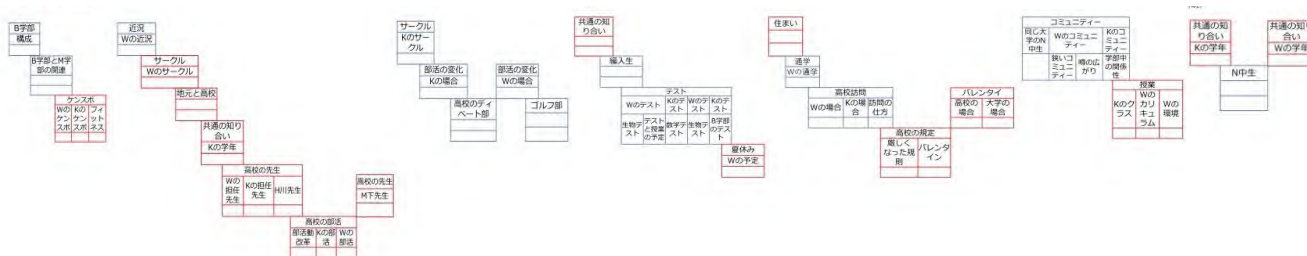 B学部
構成
B学部とM学
部の関連
ケンスポ
Wの
ケン
スポ
Kの
ケン
スポ
フィ
ット
ネス
近況
Wの近況
サークル
Wのサークル
地元と高校
共通の知
り合い
Kの学年
高校の先生
Wの
担任
先生
Kの担任
先生
H川先生
高校の部活
部活動
改革
Kの部
活
Wの
部活
高校の先生
M下先生
サークル
Kのサー
クル
部活の変化
Kの場合
高校のディ
ベート部
部活の変化
Wの場合
ゴルフ部
共通の知
り合い
編入生
テスト
Wのテスト
Kのテ
スト
Wのテ
スト
Kのテ
スト
生物テ
スト
テスト
と授業
の予定
数学テ
スト
生物テ
スト
B学部
のテス
ト
夏休み
Wの予定
住まい
通学
Wの通学
高校訪問
Wの場合
Kの場
合
訪問の
仕方
高校の規定
厳しく
なった規
則
バレンタ
イン
バレンタイ
高校の
場合
大学の
場合
コミュニティー
同じ大
学のN
中生
Wのコミュニ
ティー
Kのコ
ミュニ
ティー
狭いコ
ミュニ
ティー
噂の広
がり
学部中
の関係
性
授業
Kのク
ラス
Wの
カリ
キュ
ラム
Wの
環境
共通の知
り合い
Kの学年
N中生
共通の知
り合い
Wの学年